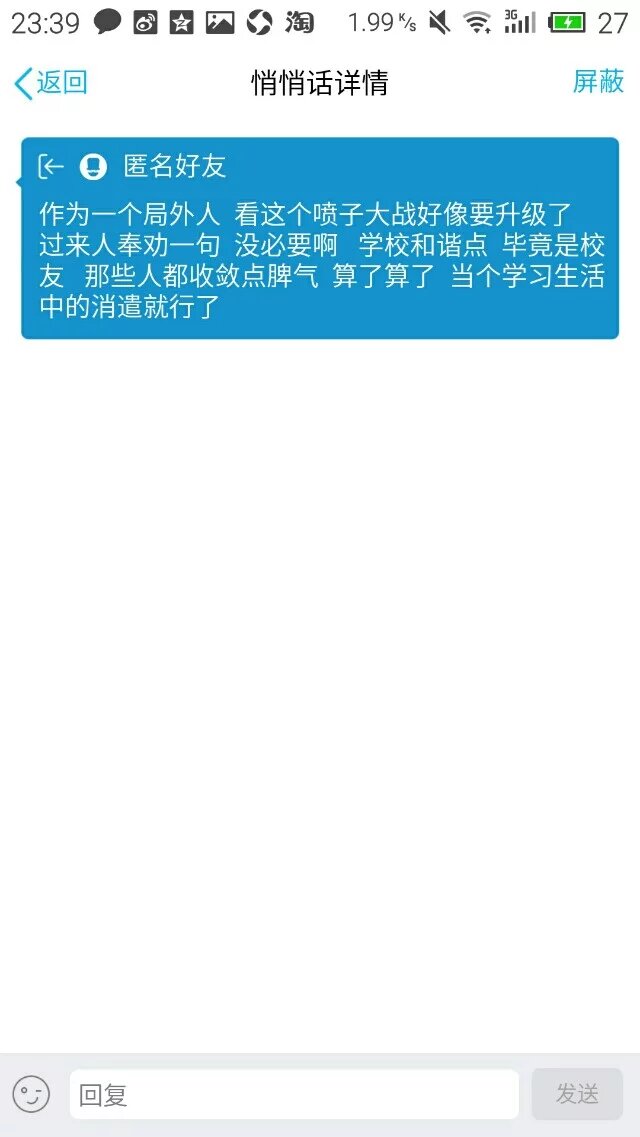 23:39 淘 1.99 K/s 3G 27
返回 悄悄话详情 屏蔽
匿名好友
作为一个局外人 看这个喷子大战好像要升级了
过来人奉劝一句 没必要啊 学校和谐点 毕竟是校
友 那些人都收敛点脾气 算了算了 当个学习生活
中的消遣就行了
回复 发送